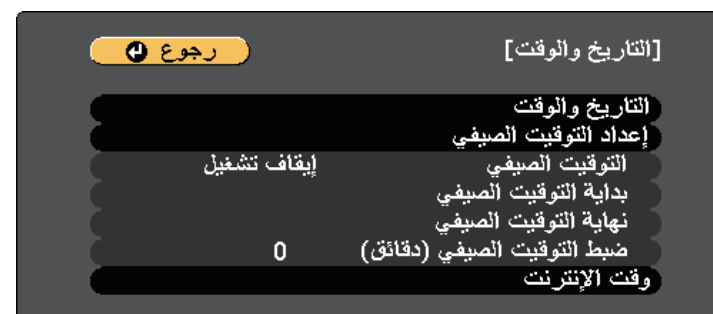 [التاريخ والوقت]
رجوع
التاريخ والوقت
إعداد التوقيت الصيفي
التوقيت الصيفي إيقاف تشغيل
بداية التوقيت الصيفي
نهاية التوقيت الصيفي
ضبط التوقيت الصيفي (دقائق) 0
وقت الإنترنت